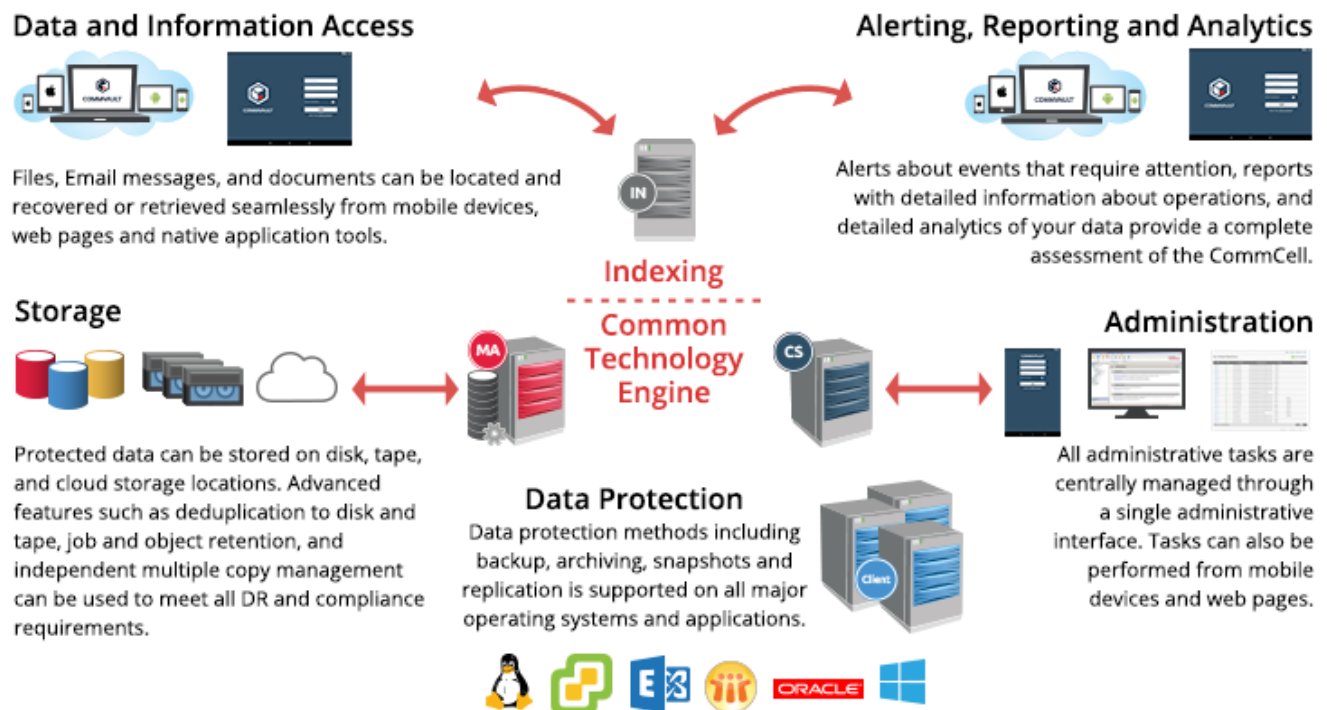 Data and Information Access
COMMVAULT
COMMVAULT
Files, Email messages, and documents can be located and
recovered or retrieved seamlessly from mobile devices,
web pages and native application tools.
Alerting, Reporting and Analytics
COMMVAULT
COMMVAULT
Alerts about events that require attention, reports
with detailed information about operations, and
detailed analytics of your data provide a complete
assessment of the CommCell.
IN
Indexing
Common
Technology
Engine
MA
CS
Storage
Protected data can be stored on disk, tape,
and cloud storage locations. Advanced
features such as deduplication to disk and
tape, job and object retention, and
independent multiple copy management
can be used to meet all DR and compliance
requirements.
Administration
All administrative tasks are
centrally managed through
a single administrative
interface. Tasks can also be
performed from mobile
devices and web pages.
Data Protection
Data protection methods including
backup, archiving, snapshots and
replication is supported on all major
operating systems and applications.
Client
E
ORACLE